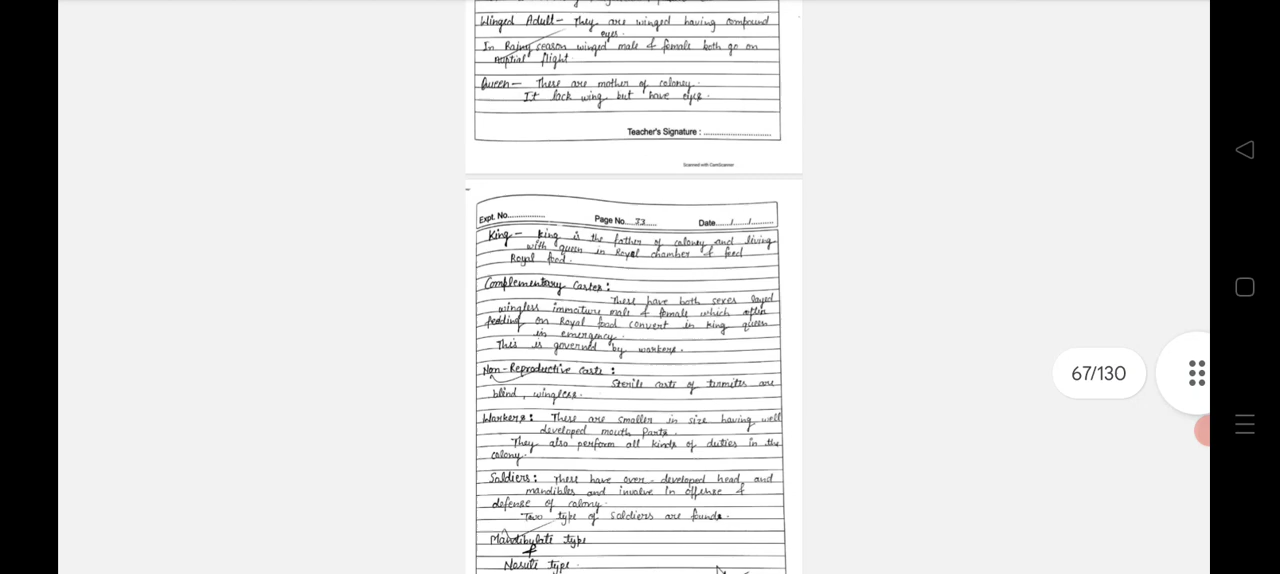 Winged Adult- They are winged having compound
eyes.
In Rainy season winged male & female both go on
Nuptial flight.
Queen- These are mother of coloney.
It lack wing but have eyes.
Teacher's Signature : ........................
Scanned with CamScanner
Expt. No............... Page No. 33..... Date..../..../.......
King- King is the father of coloney and living
with queen in Royal chamber & feed
Royal food.
Complementary Castes:
These have both sexes layed
wingless immature male & female which often
feeding on Royal food convert in king queen
in emergency.
This is governed by workers.
Non-Reproductive Caste:
Sterile caste of termites are
blind, wingless.
Workers: These are smaller in size having well
developed mouth parts.
They also perform all kinds of duties in the
colony.
67/130
Soldiers: These have over-developed head and
mandibles and involve in offense &
defense of colony.
Two type of soldiers are found.
Mandibulate type
&
Nasute type.